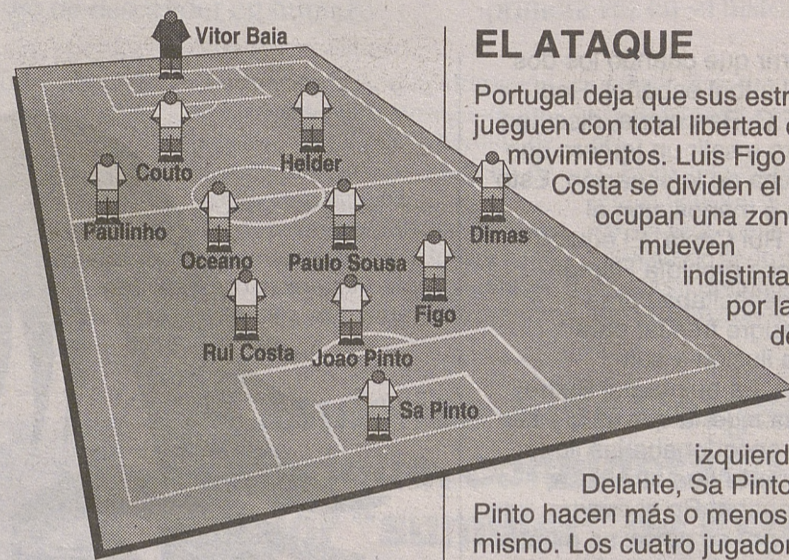 Vitor Baia
Couto
Helder
Paulinho
Dimas
Oceano
Paulo Sousa
Figo
Rui Costa
Joao Pinto
Sa Pinto
EL ATAQUE
Portugal deja que sus estr
jueguen con total libertad
movimientos. Luis Figo
Costa se dividen el
ocupan una zon
mueven
indistinta
por la
de
izquierd
Delante, Sa Pinto
Pinto hacen más o menos
mismo. Los cuatro jugador